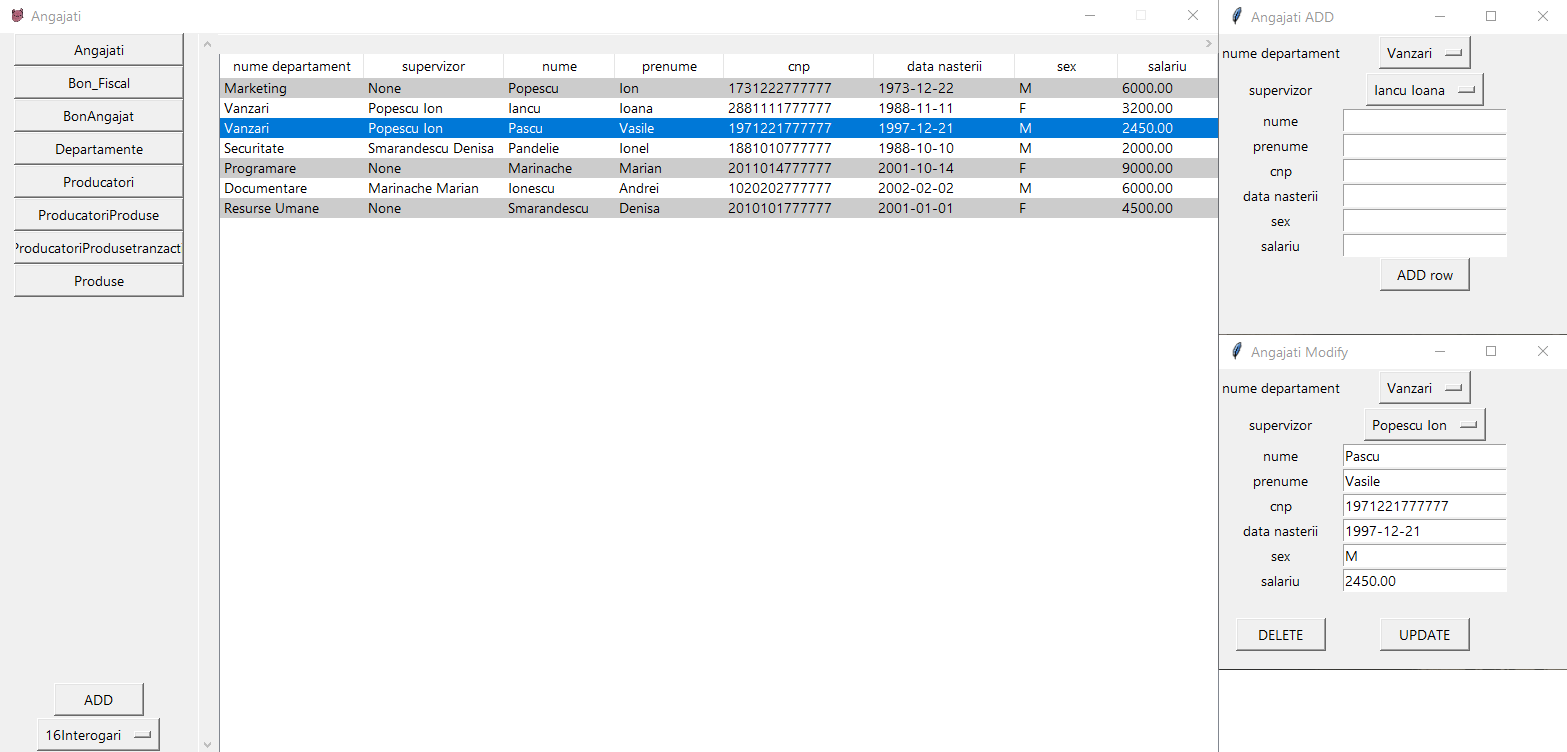 Angajati
Angajati
Bon_Fiscal
BonAngajat
Departamente
Producatori
ProducatoriProduse
ProducatoriProdusetranzact
Produse
ADD
16Interogari
nume departament supervizor nume prenume cnp data nasterii sex salariu
Marketing None Popescu Ion 1731222777777 1973-12-22 M 6000.00
Vanzari Popescu Ion Iancu Ioana 2881111777777 1988-11-11 F 3200.00
Vanzari Popescu Ion Pascu Vasile 1971221777777 1997-12-21 M 2450.00
Securitate Smarandescu Denisa Pandelie Ionel 1881010777777 1988-10-10 M 2000.00
Programare None Marinache Marian 2011014777777 2001-10-14 F 9000.00
Documentare Marinache Marian Ionescu Andrei 1020202777777 2002-02-02 M 6000.00
Resurse Umane None Smarandescu Denisa 2010101777777 2001-01-01 F 4500.00
Angajati ADD
nume departament Vanzari
supervizor Iancu Ioana
nume
prenume
cnp
data nasterii
sex
salariu
ADD row
Angajati Modify
nume departament Vanzari
supervizor Popescu Ion
nume Pascu
prenume Vasile
cnp 1971221777777
data nasterii 1997-12-21
sex M
salariu 2450.00
DELETE UPDATE